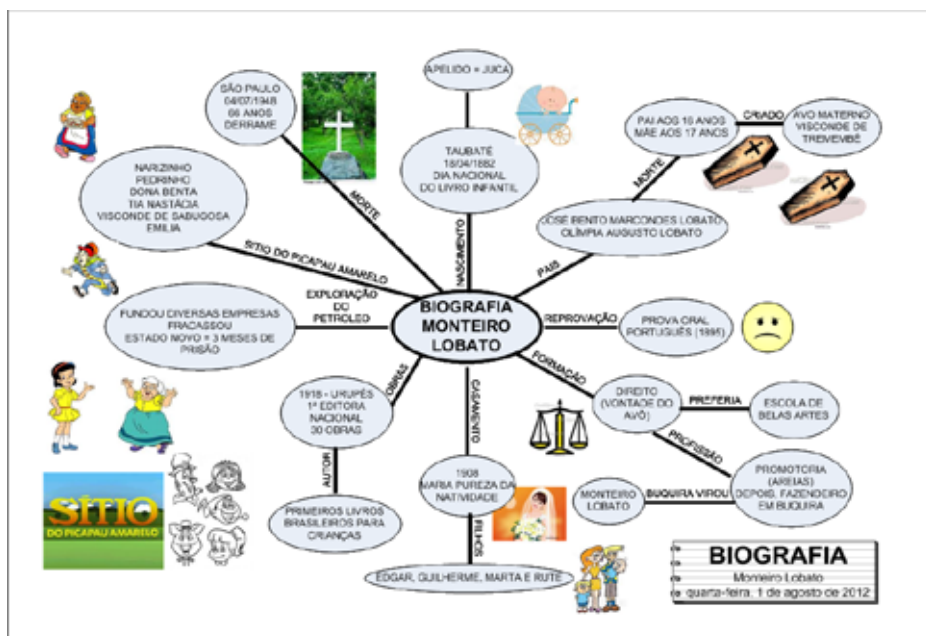 APELIDO = JUCA
SÃO PAULO
04/07/1948
66 ANOS
DERRAME
MORTE
TAUBATÉ
18/04/1882
DIA NACIONAL
DO LIVRO INFANTIL
NASCIMENTO
PAI AOS 16 ANOS
MÃE AOS 17 ANOS
CRIADO
AVO MATERNO
VISCONDE DE
TREMEMBÉ
MORTE
JOSÉ BENTO MARCONDES LOBATO
OLÍMPIA AUGUSTO LOBATO
PAIS
NARIZINHO
PEDRINHO
DONA BENTA
TIA NASTÁCIA
VISCONDE DE SABUGOSA
EMILIA
SITIO DO PICAPAU AMARELO
BIOGRAFIA
MONTEIRO
LOBATO
EXPLORAÇÃO
DO
PETROLEO
FUNDOU DIVERSAS EMPRESAS
FRACASSOU
ESTADO NOVO = 3 MESES DE
PRISÃO
REPROVAÇÃO
PROVA ORAL
PORTUGUÊS (1895)
FORMAÇÃO
DIREITO
(VONTADE DO
AVÔ)
PREFERIA
ESCOLA DE
BELAS ARTES
PROFISSÃO
PROMOTORIA
(AREIAS)
DEPOIS, FAZENDEIRO
EM BUQUIRA
BUQUIRA VIROU
MONTEIRO
LOBATO
OBRAS
1918 - URUPÊS
1ª EDITORA
NACIONAL
30 OBRAS
AUTOR
PRIMEIROS LIVROS
BRASILEIROS PARA
CRIANÇAS
CASAMENTO
1908
MARIA PUREZA DA
NATIVIDADE
FILHOS
EDGAR, GUILHERME, MARTA E RUTE
SÍTIO
DO PICAPAU AMARELO
BIOGRAFIA
Monteiro Lobato
quarta-feira, 1 de agosto de 2012